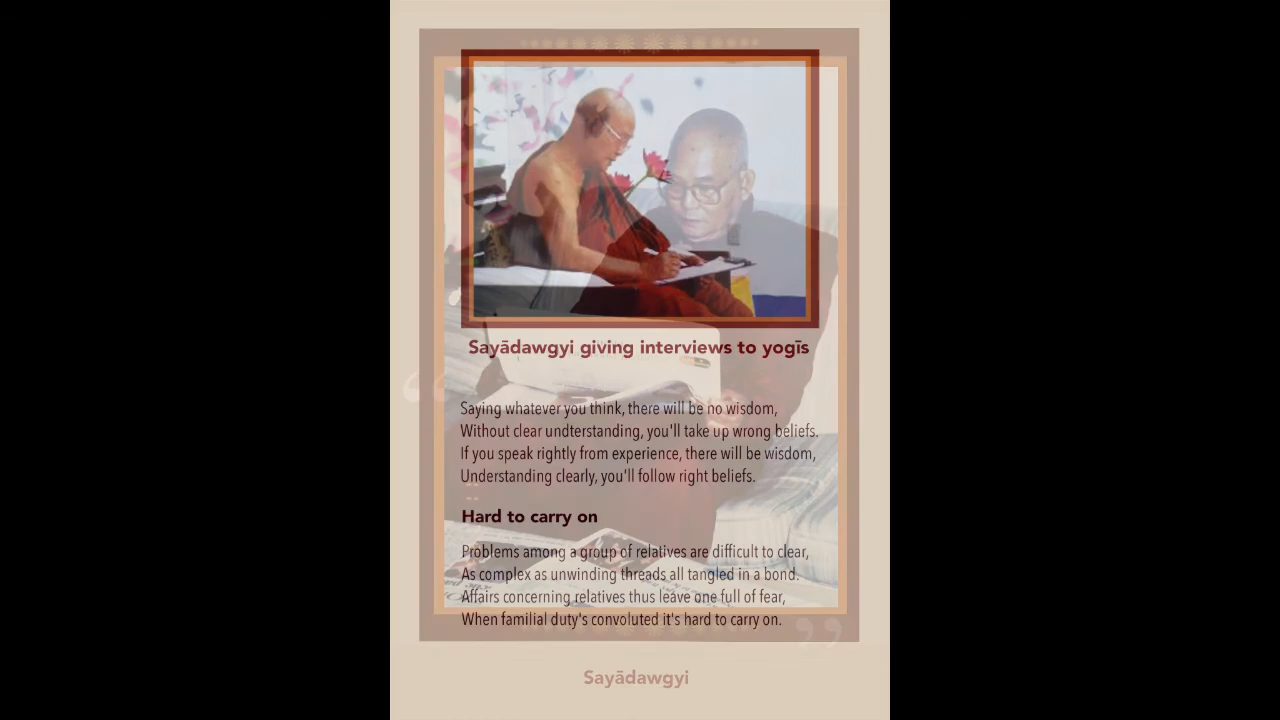 Sayādawgyi giving interviews to yogīs
“
Saying whatever you think, there will be no wisdom,
Without clear undterstanding, you'll take up wrong beliefs.
If you speak rightly from experience, there will be wisdom,
Understanding clearly, you'll follow right beliefs.
Hard to carry on
Problems among a group of relatives are difficult to clear,
As complex as unwinding threads all tangled in a bond.
Affairs concerning relatives thus leave one full of fear,
When familial duty's convoluted it's hard to carry on.
”
Sayādawgyi